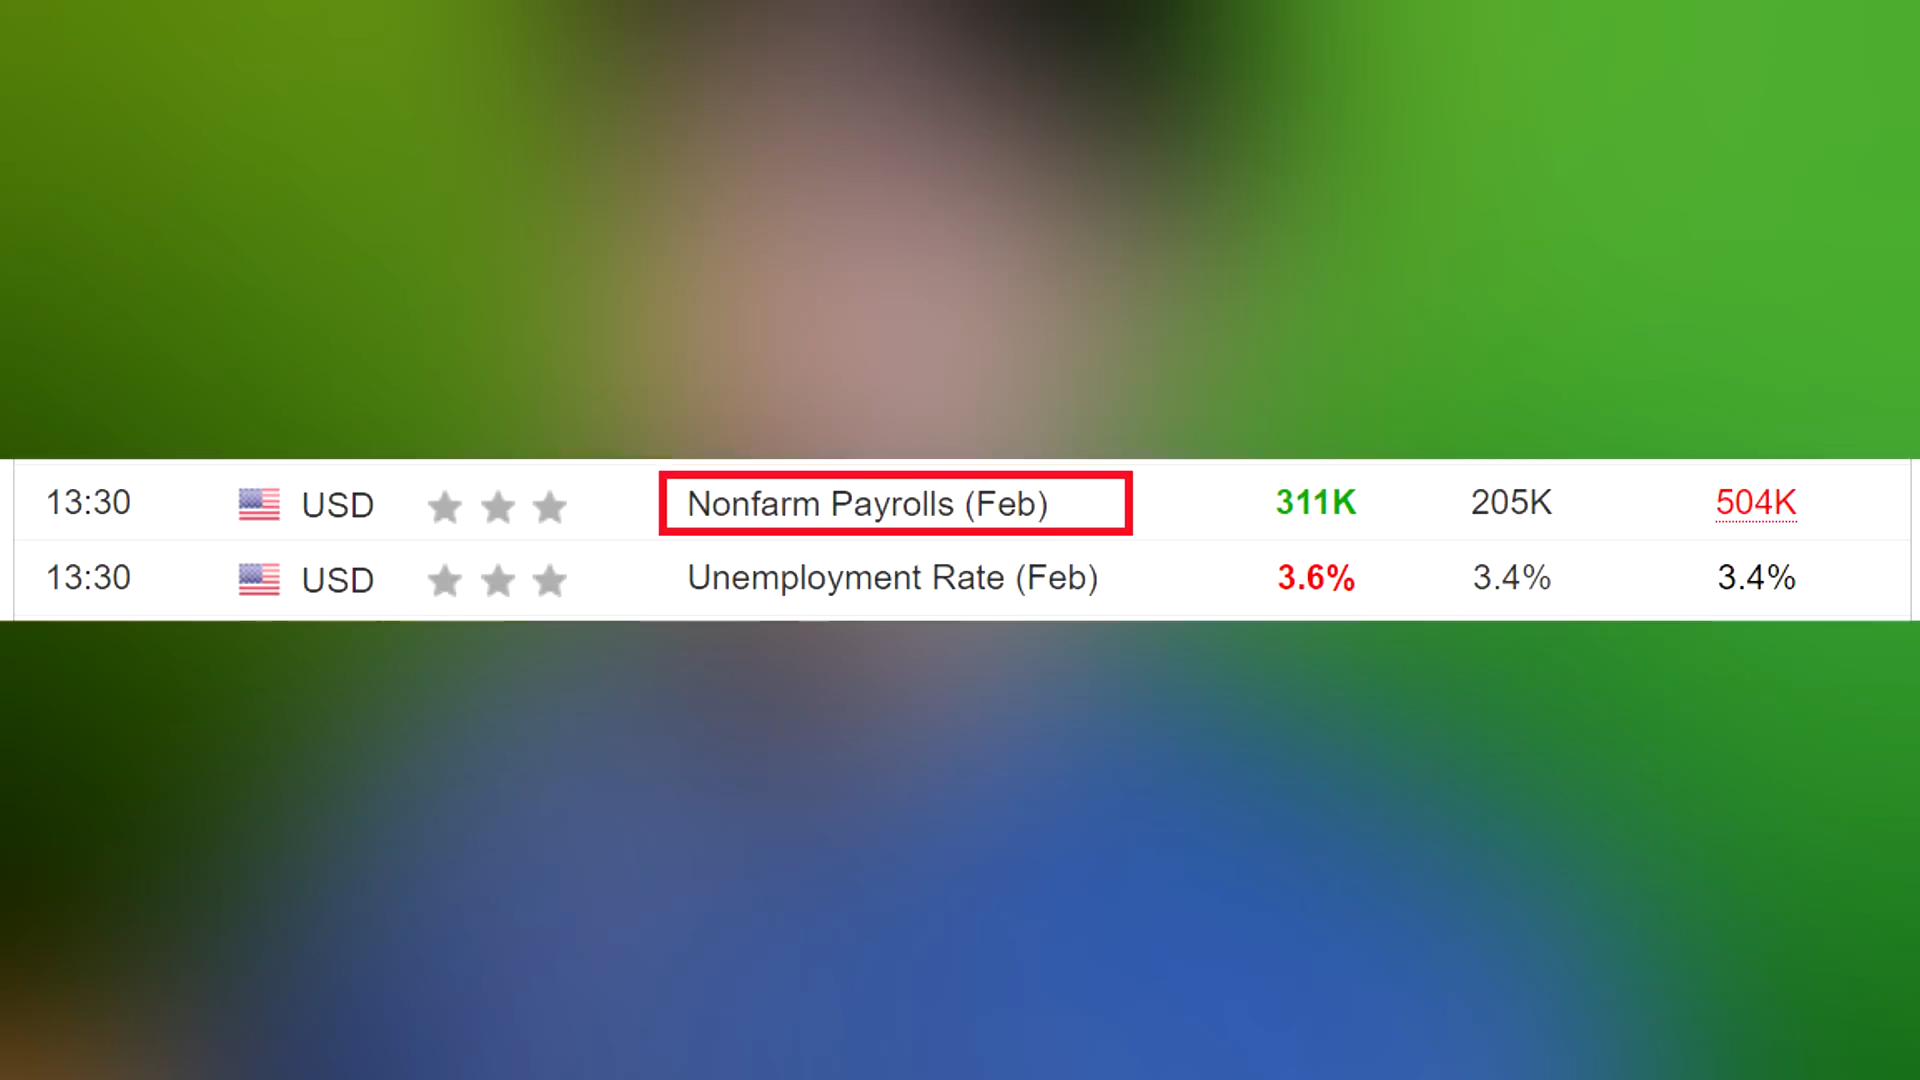 13:30 USD Nonfarm Payrolls (Feb) 311K 205K 504K
13:30 USD Unemployment Rate (Feb) 3.6% 3.4% 3.4%